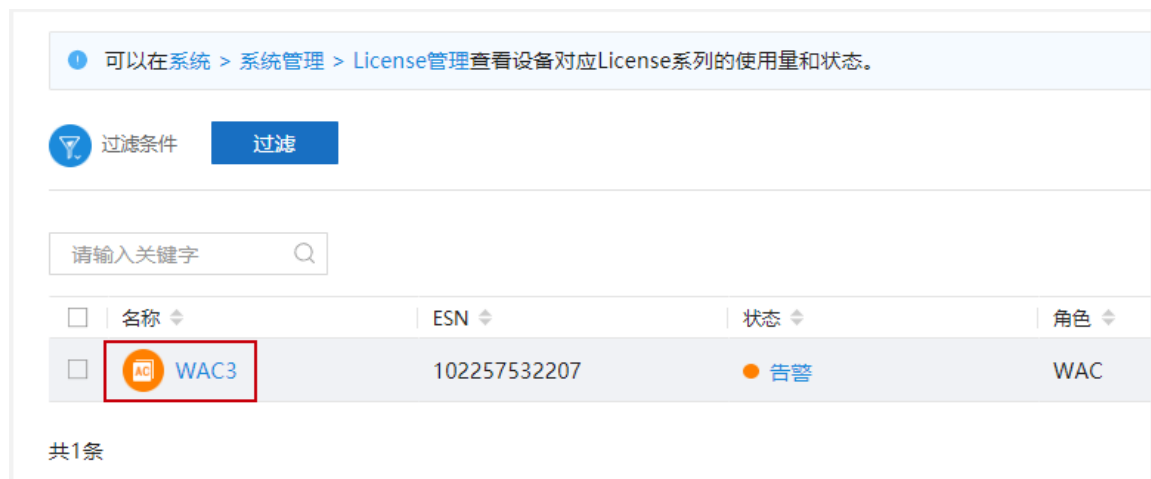 可以在系统 > 系统管理 > License管理查看设备对应License系列的使用量和状态。
过滤条件 过滤
请输入关键字
名称 ESN 状态 角色
AC WAC3 102257532207 告警 WAC
共1条